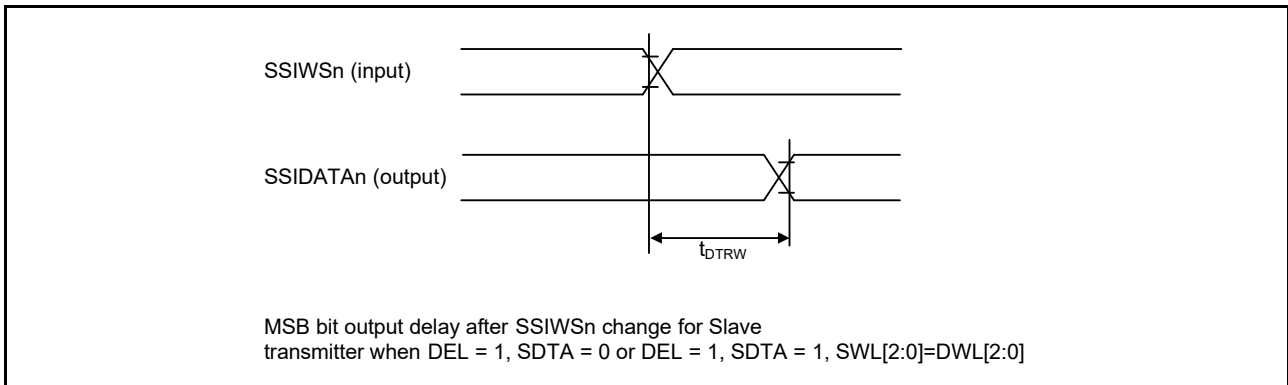 SSIWSn (input)
SSIDATAn (output)
tDTRW
MSB bit output delay after SSIWSn change for Slave
transmitter when DEL = 1, SDTA = 0 or DEL = 1, SDTA = 1, SWL[2:0]=DWL[2:0]